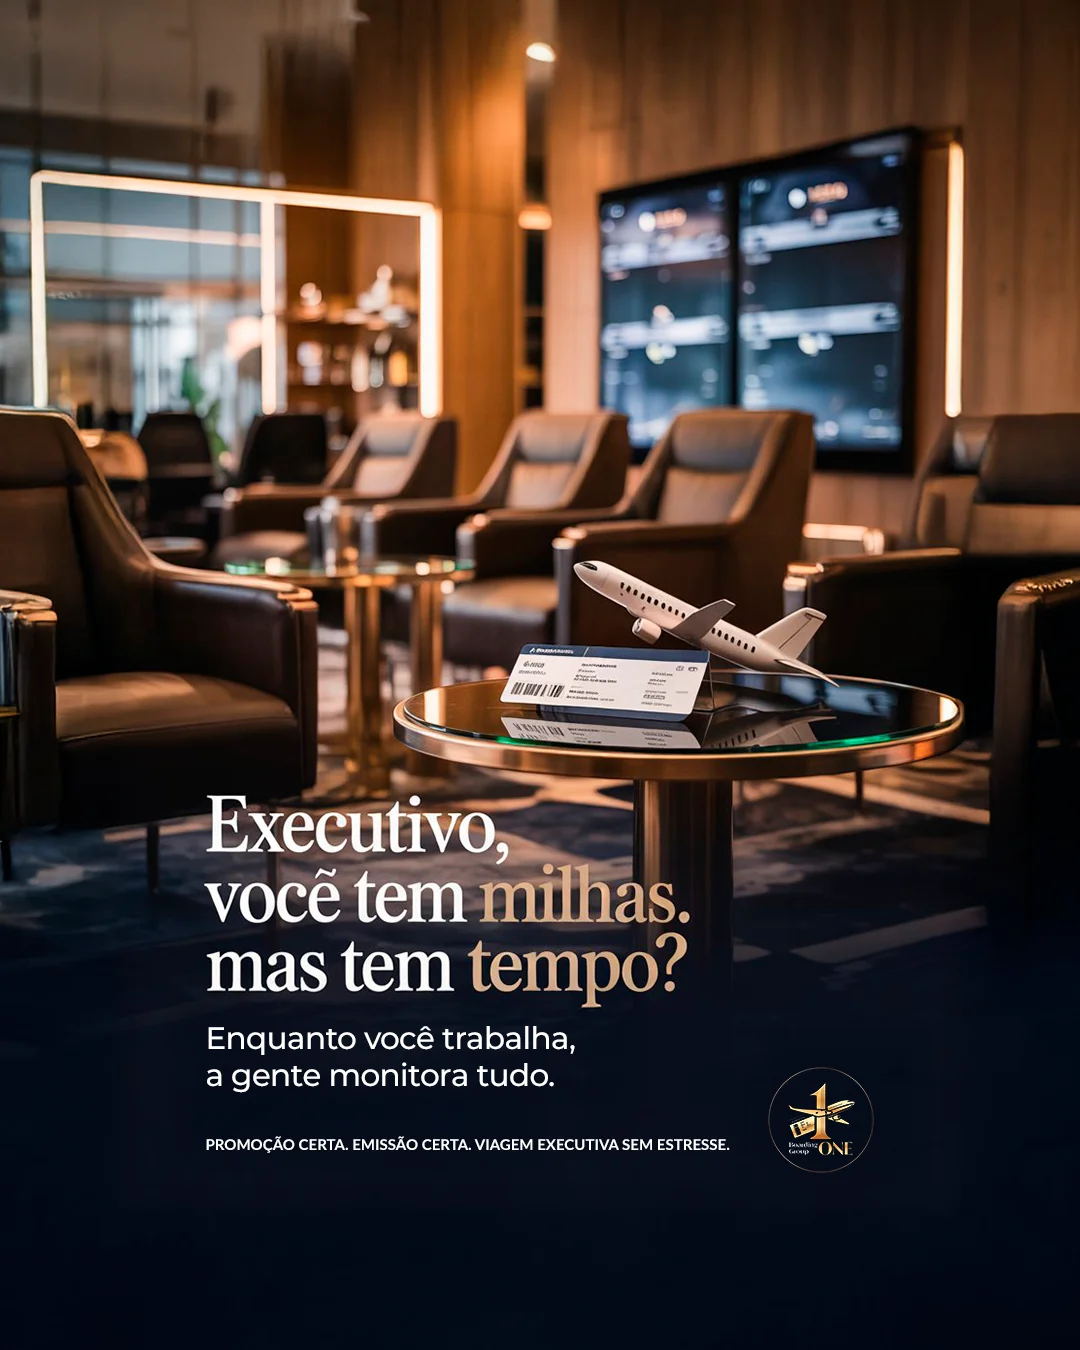 Executivo,
você tem milhas.
mas tem tempo?
Enquanto você trabalha,
a gente monitora tudo.
PROMOÇÃO CERTA. EMISSÃO CERTA. VIAGEM EXECUTIVA SEM ESTRESSE.
1
Boarding
Group ONE